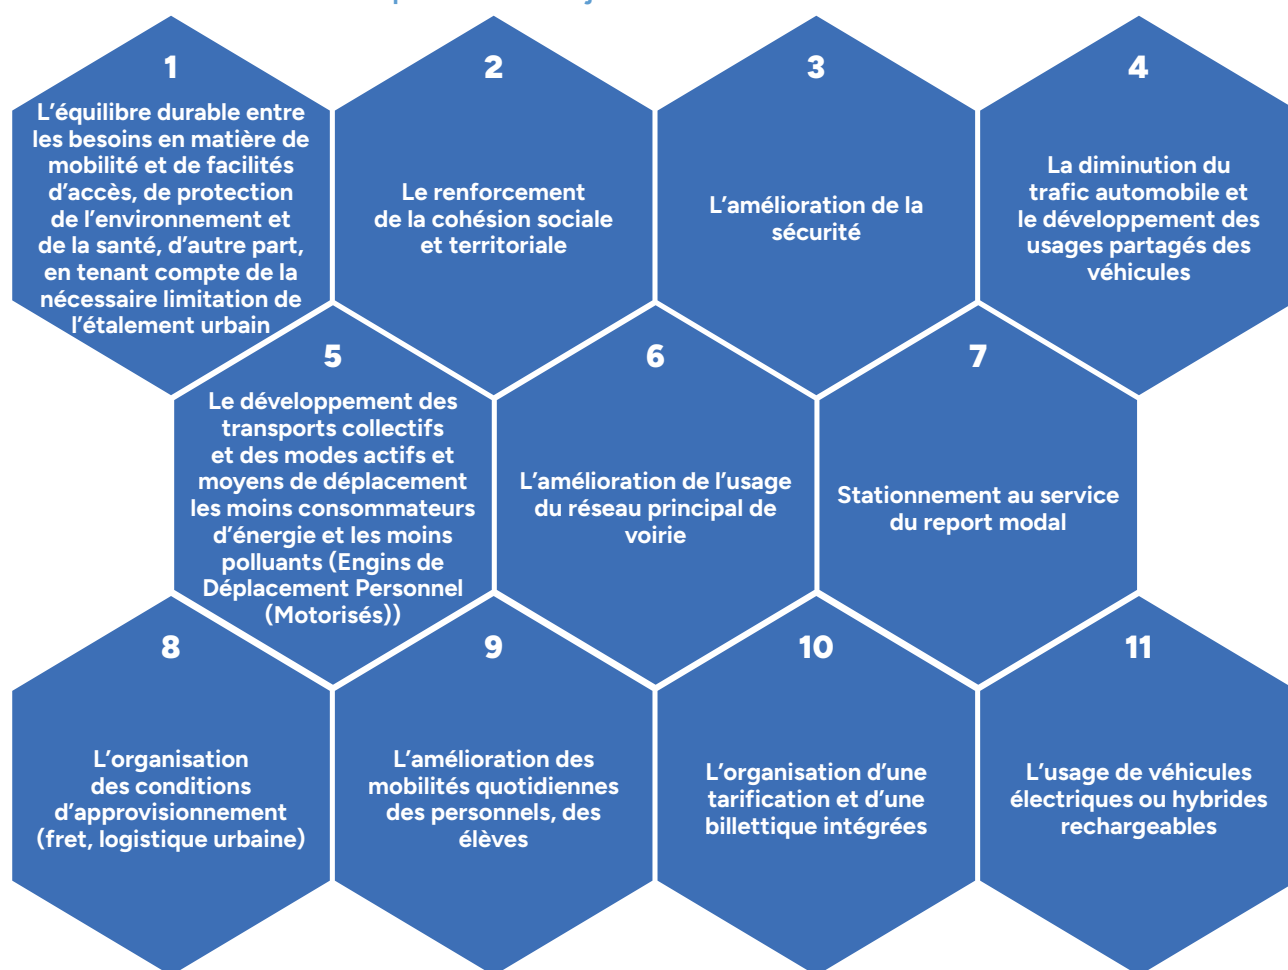 1
L'équilibre durable entre
les besoins en matière de
mobilité et de facilités
d'accès, de protection
de l'environnement et
de la santé, d'autre part,
en tenant compte de la
nécessaire limitation de
l'étalement urbain
2
Le renforcement
de la cohésion sociale
et territoriale
3
L'amélioration de la
sécurité
4
La diminution du
trafic automobile et
le développement des
usages partagés des
véhicules
5
Le développement des
transports collectifs
et des modes actifs et
moyens de déplacement
les moins consommateurs
d'énergie et les moins
polluants (Engins de
Déplacement Personnel
(Motorisés))
6
L'amélioration de l'usage
du réseau principal de
voirie
7
Stationnement au service
du report modal
8
L'organisation
des conditions
d'approvisionnement
(fret, logistique urbaine)
9
L'amélioration des
mobilités quotidiennes
des personnels, des
élèves
10
L'organisation d'une
tarification et d'une
billettique intégrées
11
L'usage de véhicules
électriques ou hybrides
rechargeables